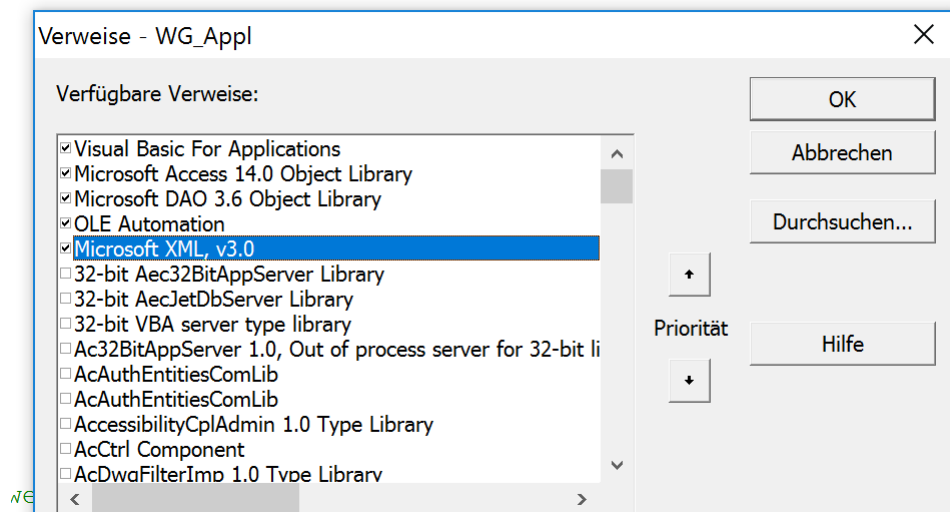 Verweise - WG_Appl
Verfügbare Verweise:
OK
Abbrechen
Durchsuchen...
Priorität
Hilfe
Visual Basic For Applications
Microsoft Access 14.0 Object Library
Microsoft DAO 3.6 Object Library
OLE Automation
Microsoft XML, v3.0
32-bit Aec32BitAppServer Library
32-bit AecJetDbServer Library
32-bit VBA server type library
Ac32BitAppServer 1.0, Out of process server for 32-bit li
AcAuthEntitiesComLib
AcAuthEntitiesComLib
AccessibilityCplAdmin 1.0 Type Library
AcCtrl Component
AcDwgFilterImp 1.0 Type Library